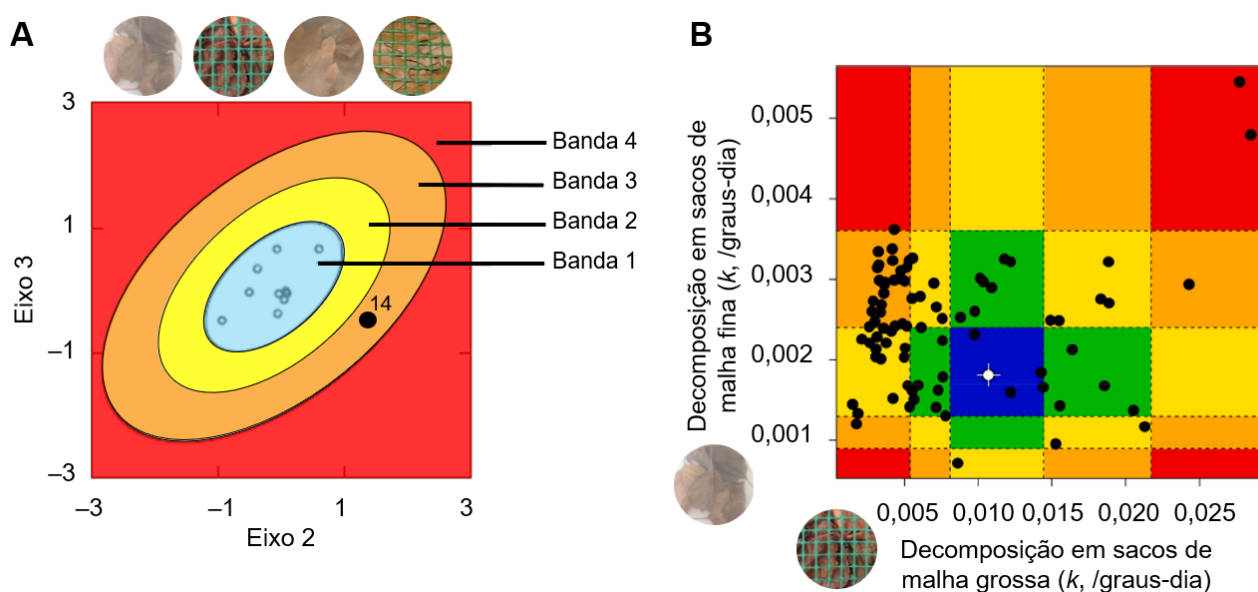 A
3
1
–1
–3
Eixo 3
–3
–1
1
3
Eixo 2
Banda 4
Banda 3
Banda 2
Banda 1
14
B
0,005
0,004
0,003
0,002
0,001
Decomposição em sacos de
malha fina (k, /graus-dia)
0,005
0,010
0,015
0,020
0,025
Decomposição em sacos de
malha grossa (k, /graus-dia)